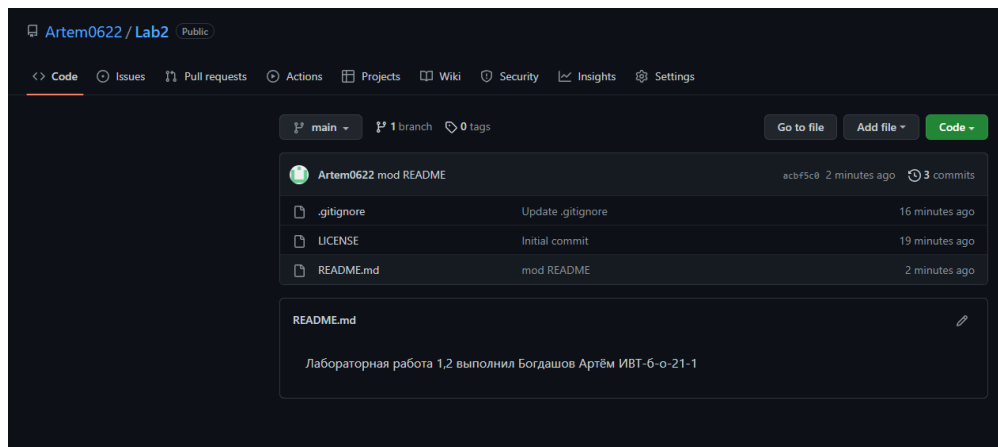 Artem0622 / Lab2 Public
Code Issues Pull requests Actions Projects Wiki Security Insights Settings
main 1 branch 0 tags Go to file Add file Code
Artem0622 mod README acbf5c0 2 minutes ago 3 commits
.gitignore Update .gitignore 16 minutes ago
LICENSE Initial commit 19 minutes ago
README.md mod README 2 minutes ago
README.md
Лабораторная работа 1,2 выполнил Богдашов Артём ИВТ-б-о-21-1